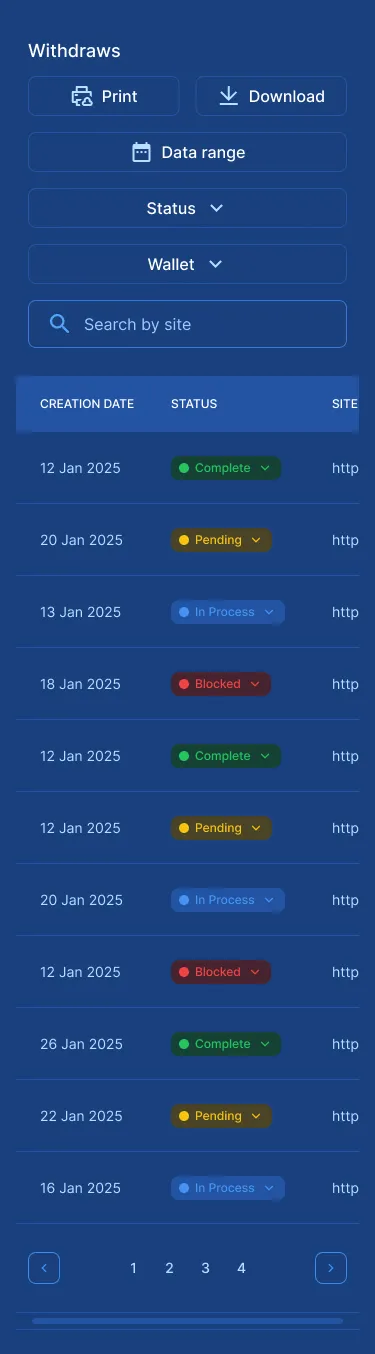 Withdraws
Print Download
Data range
Status
Wallet
Search by site
CREATION DATE STATUS SITE
12 Jan 2025 Complete http
20 Jan 2025 Pending http
13 Jan 2025 In Process http
18 Jan 2025 Blocked http
12 Jan 2025 Complete http
12 Jan 2025 Pending http
20 Jan 2025 In Process http
12 Jan 2025 Blocked http
26 Jan 2025 Complete http
22 Jan 2025 Pending http
16 Jan 2025 In Process http
1 2 3 4